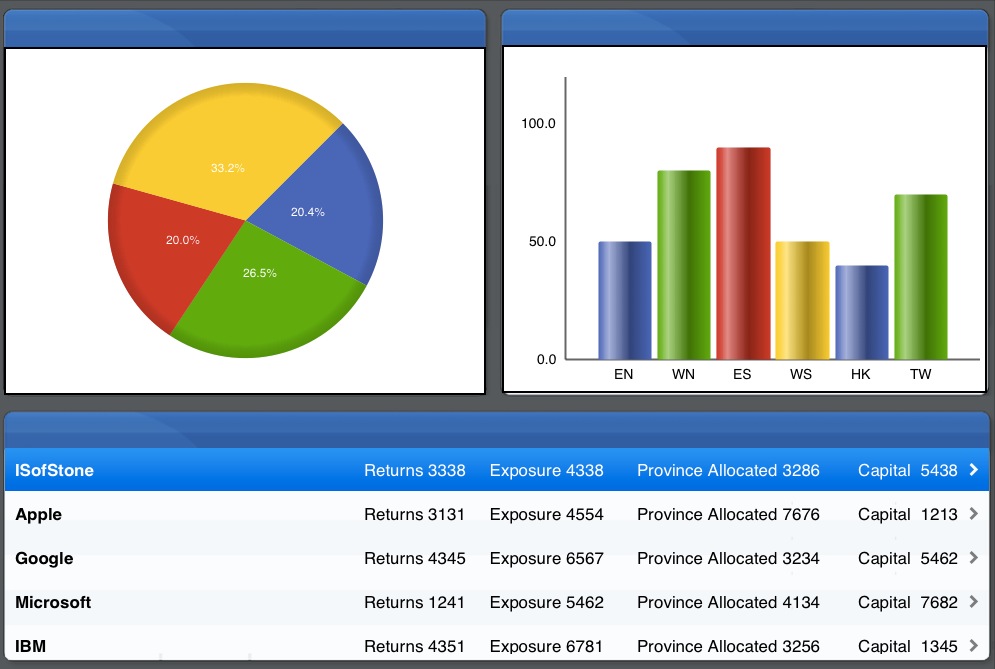 33.2%
20.4%
20.0%
26.5%
100.0
50.0
0.0
EN WN ES WS HK TW
ISofStone Returns 3338 Exposure 4338 Province Allocated 3286 Capital 5438
Apple Returns 3131 Exposure 4554 Province Allocated 7676 Capital 1213
Google Returns 4345 Exposure 6567 Province Allocated 3234 Capital 5462
Microsoft Returns 1241 Exposure 5462 Province Allocated 4134 Capital 7682
IBM Returns 4351 Exposure 6781 Province Allocated 3256 Capital 1345